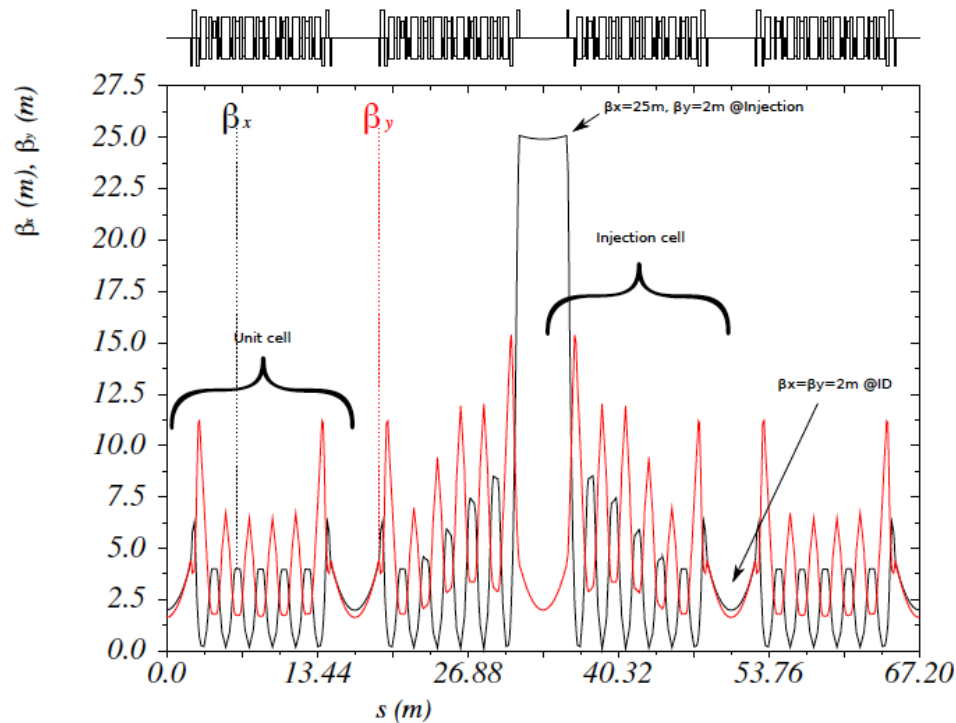 27.5
βx
βy
βx=25m, βy=2m @Injection
25.0
22.5
20.0
Injection cell
17.5
15.0
Unit cell
12.5
βx=βy=2m @ID
10.0
7.5
5.0
2.5
0.0
βx (m), βy (m)
0.0 13.44 26.88 40.32 53.76 67.20
s (m)